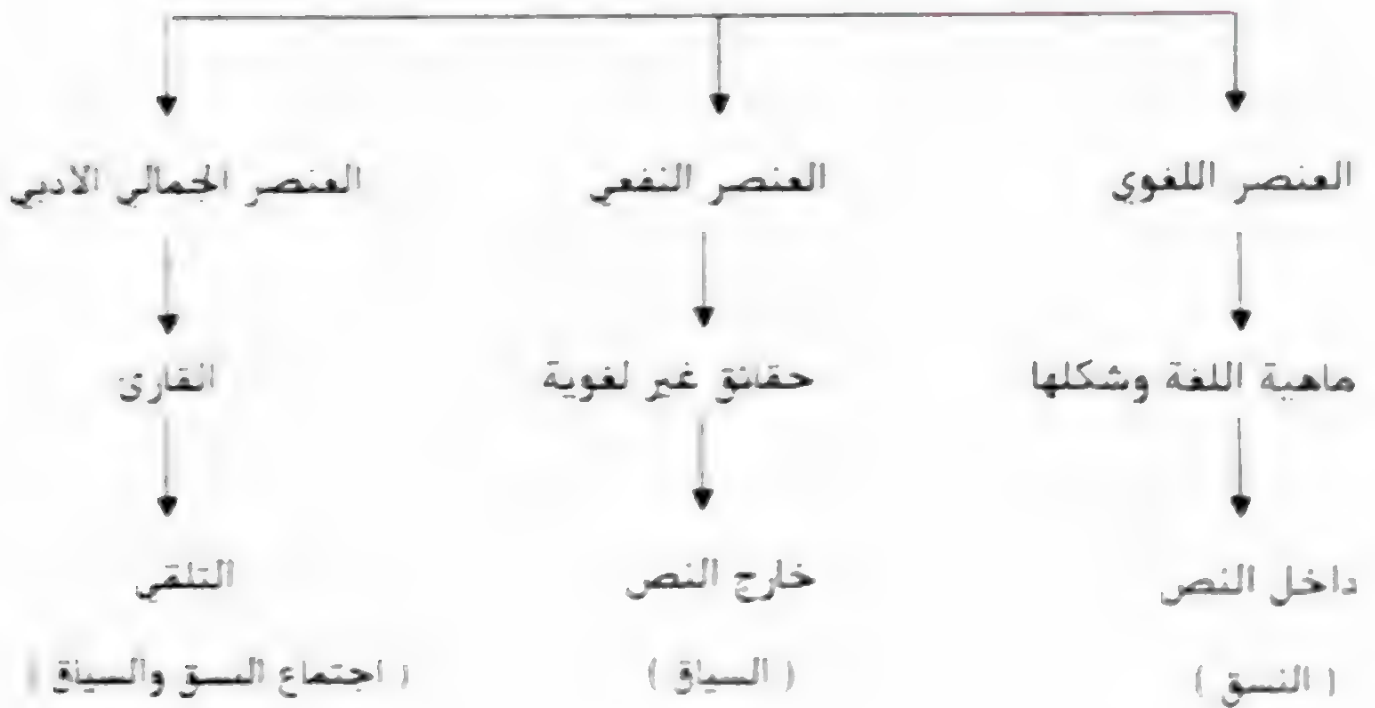 العنصر اللغوي
العنصر النفعي
العنصر الجمالي الادبي
ماهية اللغة وشكلها
حقائق غير لغوية
القارئ
داخل النص
خارج النص
التلقي
( النسق )
( السياق )
( اجتماع النسق والسياق )